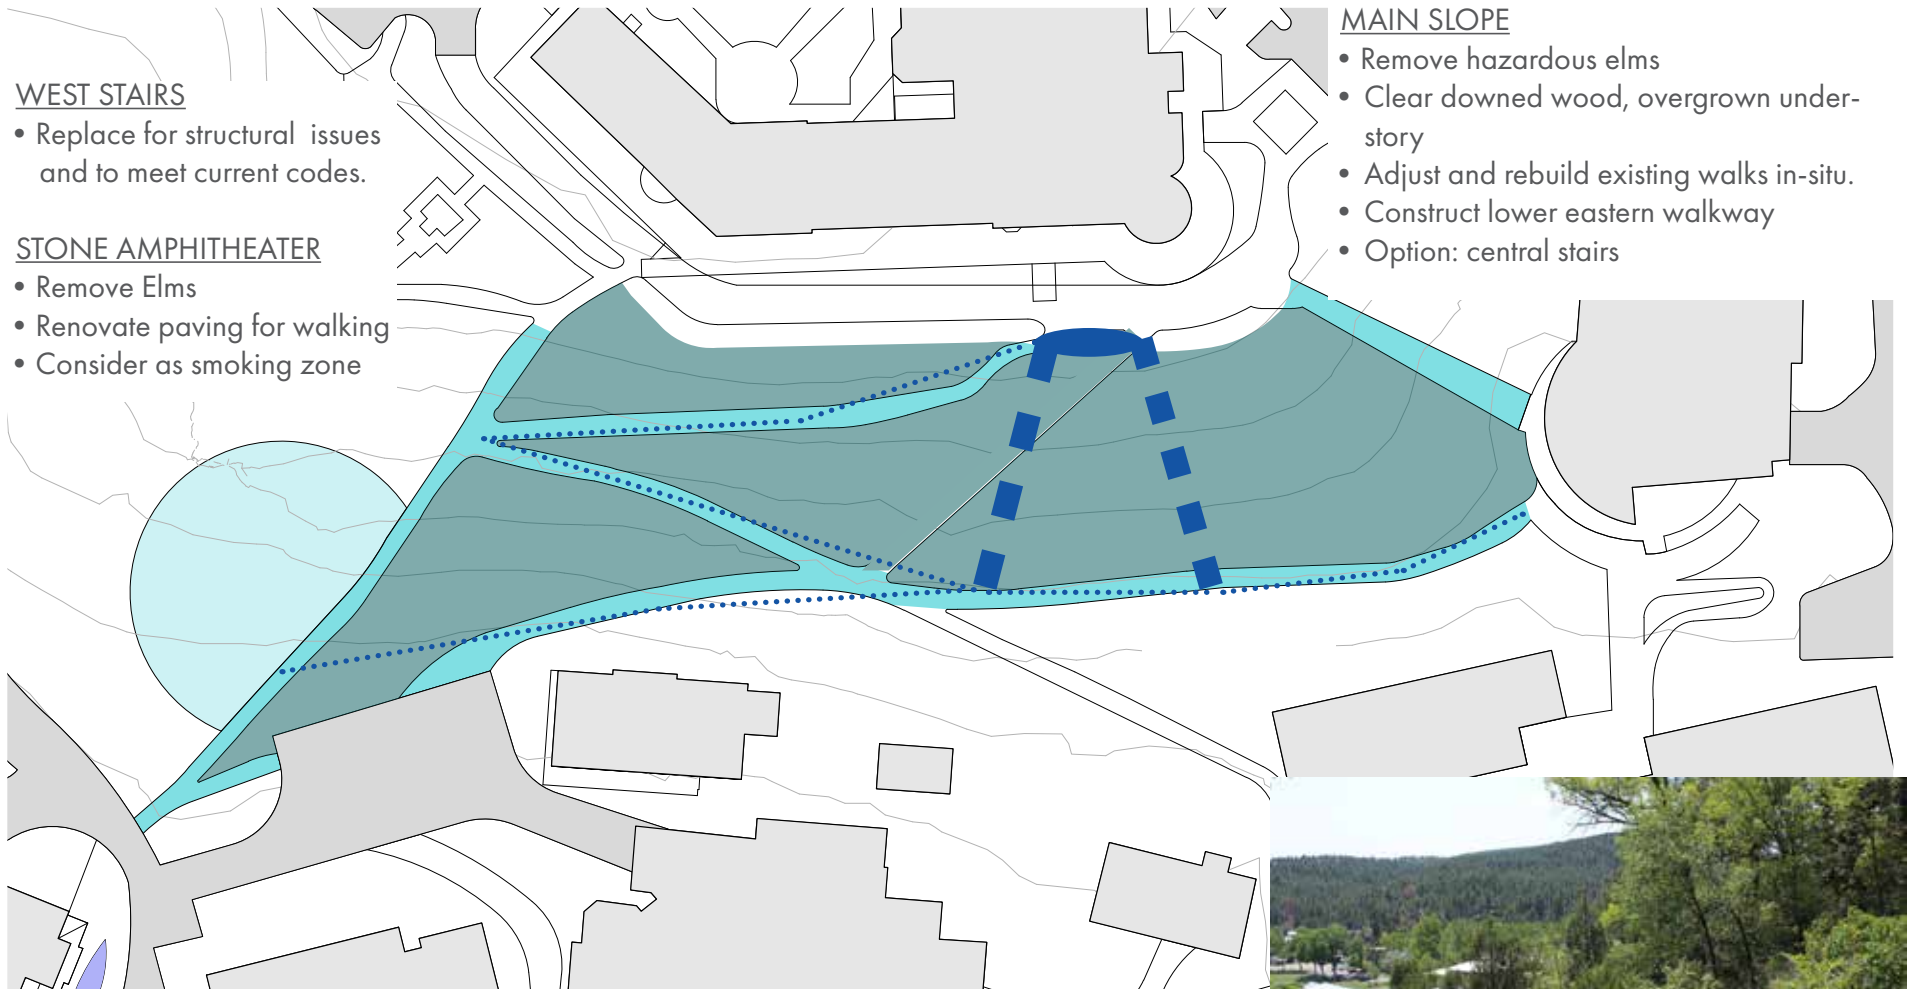 WEST STAIRS
• Replace for structural issues
and to meet current codes.
STONE AMPHITHEATER
• Remove Elms
• Renovate paving for walking
• Consider as smoking zone
MAIN SLOPE
• Remove hazardous elms
• Clear downed wood, overgrown under-
story
• Adjust and rebuild existing walks in-situ.
• Construct lower eastern walkway
• Option: central stairs